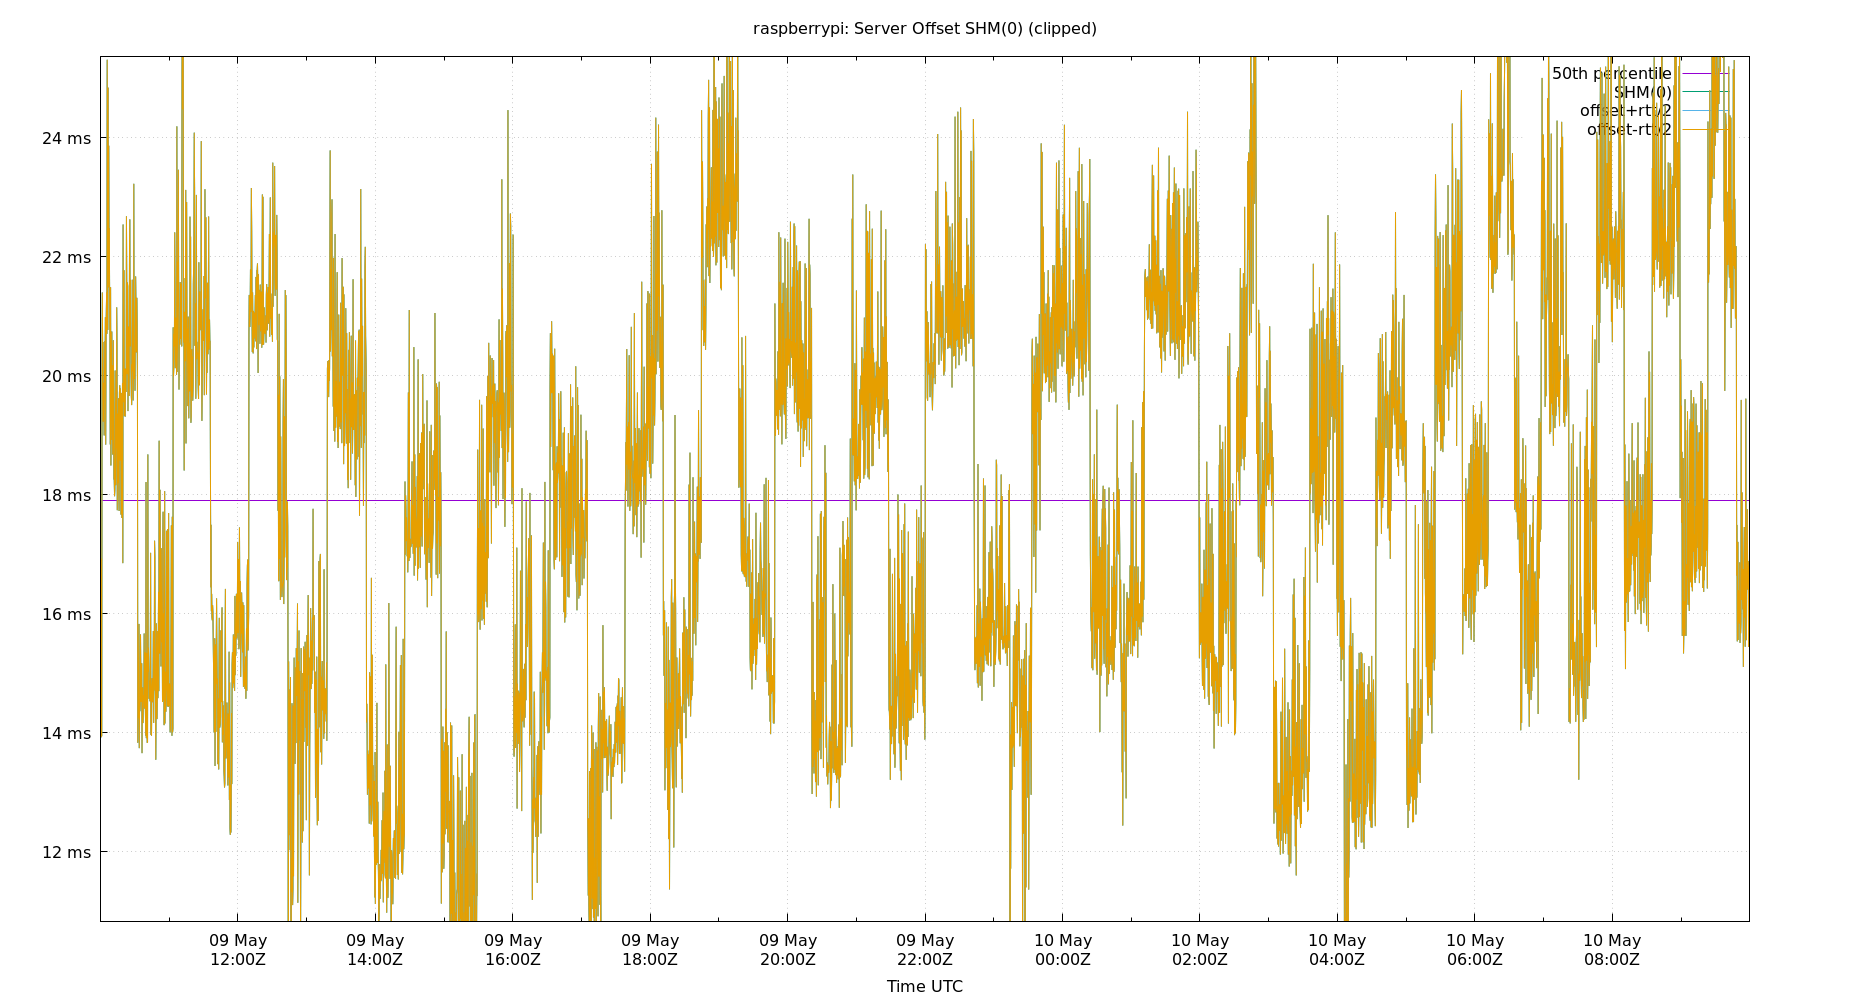 raspberrypi: Server Offset SHM(0) (clipped)
50th percentile
SHM(0)
offset+rtt/2
offset-rtt/2
24 ms
22 ms
20 ms
18 ms
16 ms
14 ms
12 ms
09 May 09 May 09 May 09 May 09 May 09 May 10 May 10 May 10 May 10 May 10 May
12:00Z 14:00Z 16:00Z 18:00Z 20:00Z 22:00Z 00:00Z 02:00Z 04:00Z 06:00Z 08:00Z
Time UTC